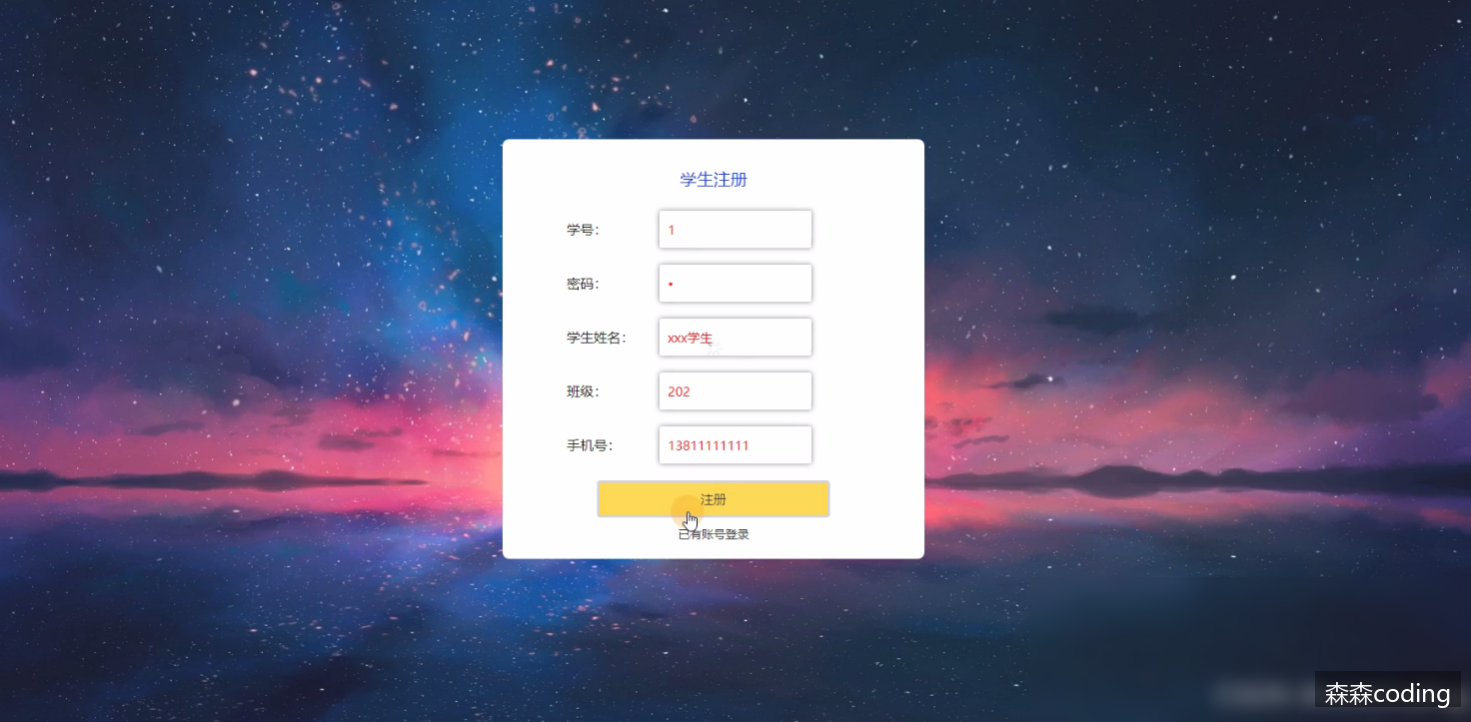 学生注册
学号： 1
密码： •
学生姓名： xxx学生
班级： 202
手机号： 13811111111
注册
已有账号登录
森森coding